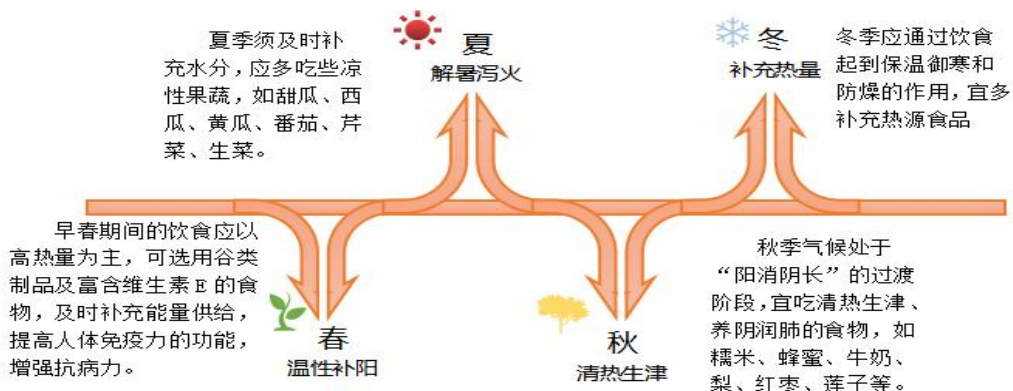 夏季须及时补
充水分，应多吃些凉
性果蔬，如甜瓜、西
瓜、黄瓜、番茄、芹
菜、生菜。
夏
解暑泻火
冬
补充热量
冬季应通过饮食
起到保温御寒和
防燥的作用，宜多
补充热源食品
早春期间的饮食应以
高热量为主，可选用谷类
制品及富含维生素 E 的食
物，及时补充能量供给，
提高人体免疫力的功能，
增强抗病力。
春
温性补阳
秋
清热生津
秋季气候处于
“阳消阴长”的过渡
阶段，宜吃清热生津、
养阴润肺的食物，如
糯米、蜂蜜、牛奶、
梨、红枣、莲子等。